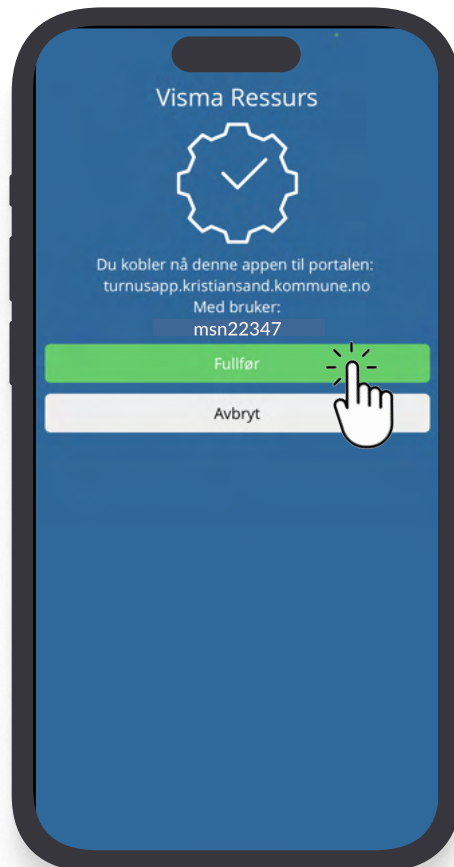 Visma Ressurs
Du kobler nå denne appen til portalen:
turnusapp.kristiansand.kommune.no
Med bruker:
msn22347
Fullfør
Avbryt